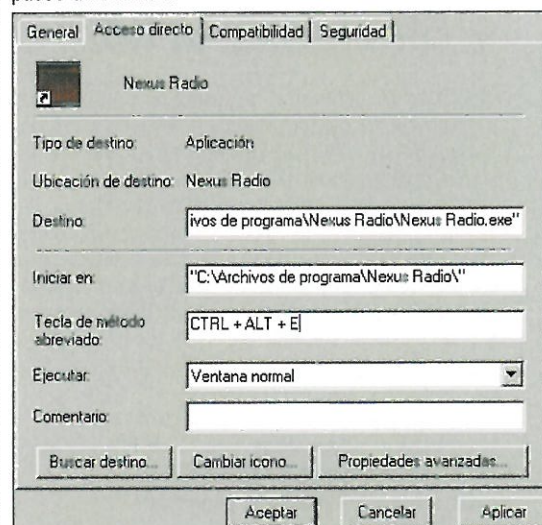 General Acceso directo Compatibilidad Seguridad
Nexus Radio
Tipo de destino: Aplicación
Ubicación de destino: Nexus Radio
Destino: ivos de programa\Nexus Radio\Nexus Radio.exe"
Iniciar en: "C:\Archivos de programa\Nexus Radio\"
Tecla de método abreviado: CTRL + ALT + E
Ejecutar: Ventana normal
Comentario:
Buscar destino... Cambiar icono... Propiedades avanzadas...
Aceptar Cancelar Aplicar